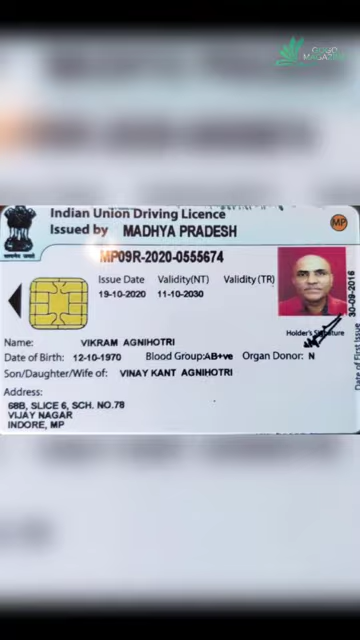 GUGO
MAGAZINE
Indian Union Driving Licence
Issued by MADHYA PRADESH
MP
MP09R-2020-0555674
Issue Date Validity(NT) Validity(TR)
19-10-2020 11-10-2030
Holder's Signature
Date of First Issue 30-09-2016
Name: VIKRAM AGNIHOTRI
Date of Birth: 12-10-1970 Blood Group:AB+ve Organ Donor: N
Son/Daughter/Wife of: VINAY KANT AGNIHOTRI
Address:
68B, SLICE 6, SCH. NO.78
VIJAY NAGAR
INDORE, MP